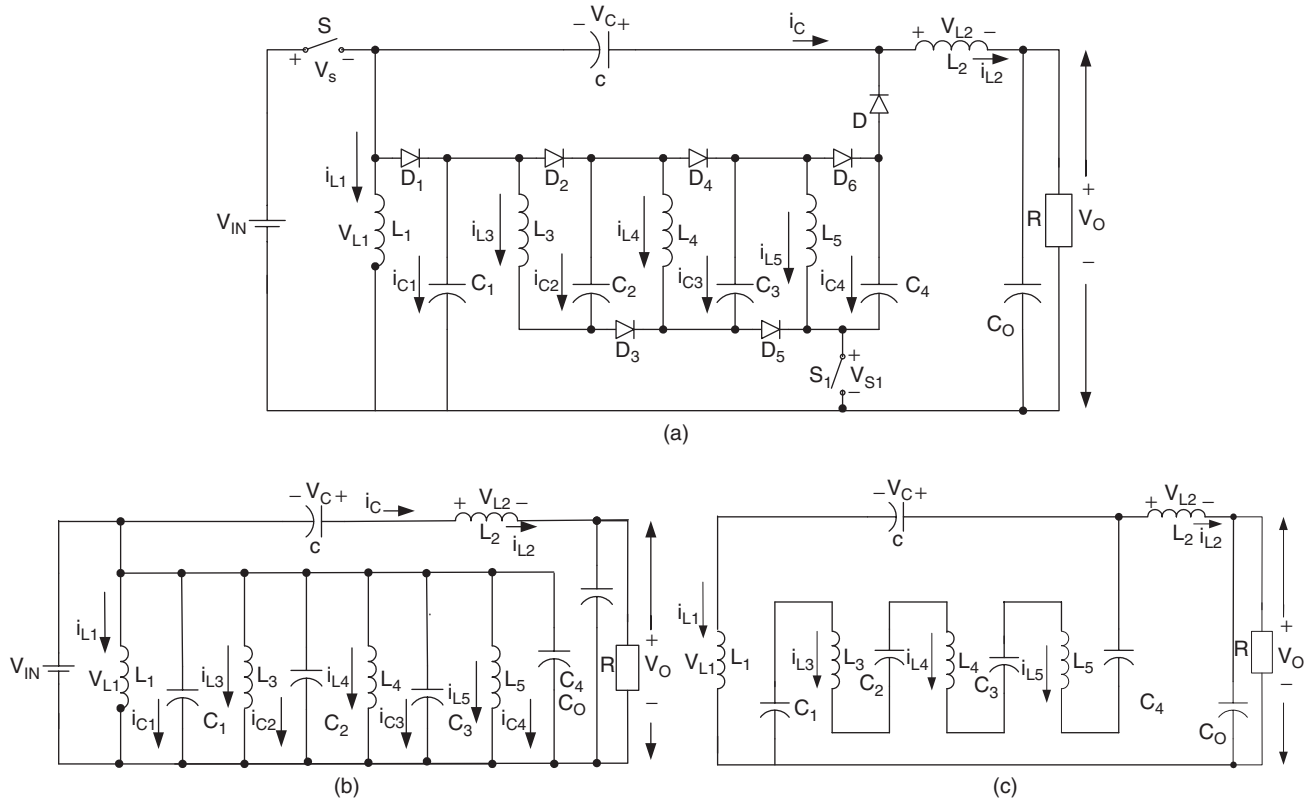 S
+ V_s −
− V_C +
c
i_C
+ V_L2 −
L_2 i_L2
D
i_L1
D_1
D_2
D_4
D_6
V_IN
V_L1 L_1
i_L3 L_3
i_L4 L_4
i_L5 L_5
R
+
V_O
−
i_C1 C_1
i_C2 C_2
i_C3 C_3
i_C4 C_4
C_O
D_3
D_5
S_1
+
V_S1
−
(a)
− V_C +
c
i_C
+ V_L2 −
L_2 i_L2
V_IN
i_L1
V_L1 L_1
i_C1
i_L3
C_1
L_3
i_C2
i_L4
C_2
L_4
i_C3
i_L5
C_3
L_5
i_C4
C_4
C_O
R
+
V_O
−
(b)
− V_C +
c
+ V_L2 −
L_2 i_L2
i_L1
V_L1 L_1
C_1
i_L3
L_3
C_2
i_L4
L_4
C_3
i_L5
L_5
C_4
C_O
R
+
V_O
−
(c)